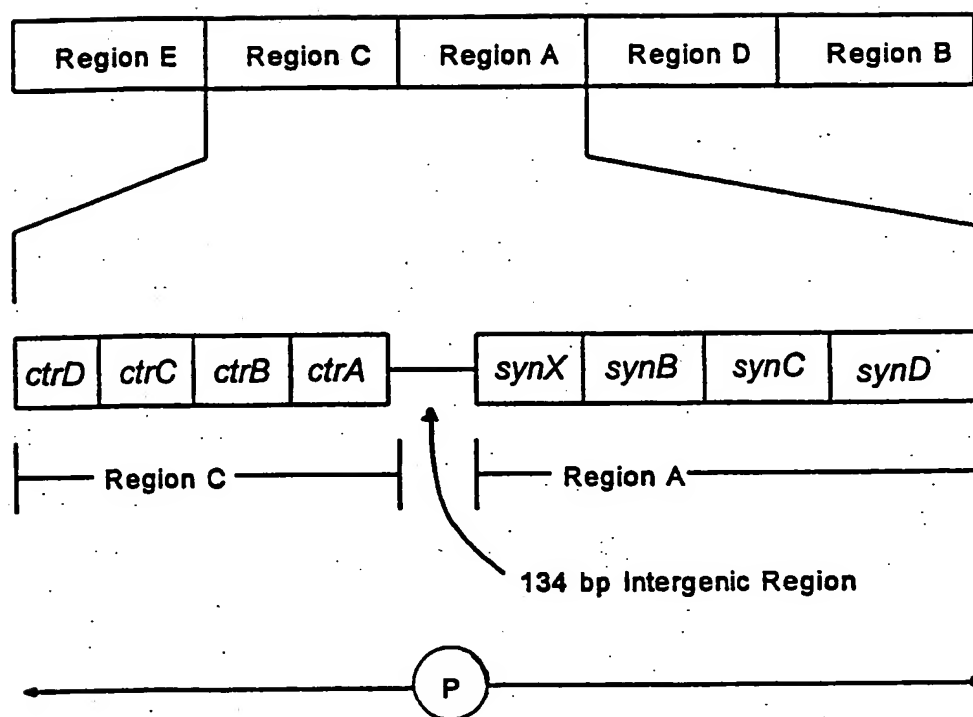 Region E Region C Region A Region D Region B
ctrD ctrC ctrB ctrA synX synB synC synD
Region C Region A
134 bp Intergenic Region
P